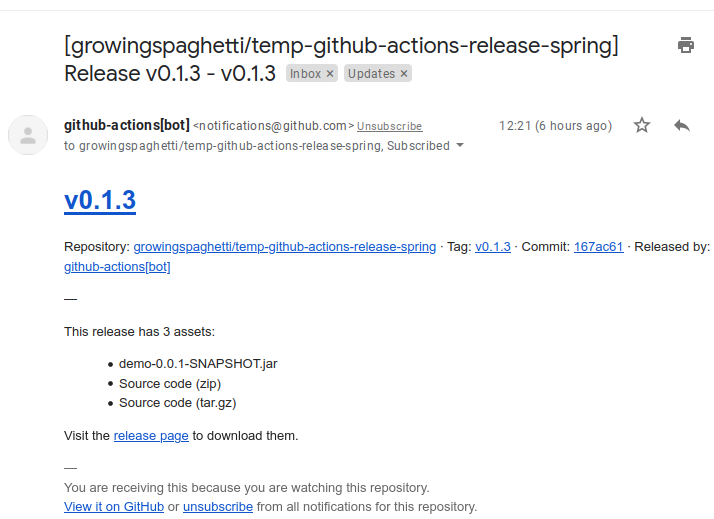 [growingspaghetti/temp-github-actions-release-spring]
Release v0.1.3 - v0.1.3 Inbox × Updates ×
github-actions[bot] <notifications@github.com> Unsubscribe 12:21 (6 hours ago)
to growingspaghetti/temp-github-actions-release-spring, Subscribed
v0.1.3
Repository: growingspaghetti/temp-github-actions-release-spring · Tag: v0.1.3 · Commit: 167ac61 · Released by:
github-actions[bot]
—
This release has 3 assets:
• demo-0.0.1-SNAPSHOT.jar
• Source code (zip)
• Source code (tar.gz)
Visit the release page to download them.
—
You are receiving this because you are watching this repository.
View it on GitHub or unsubscribe from all notifications for this repository.